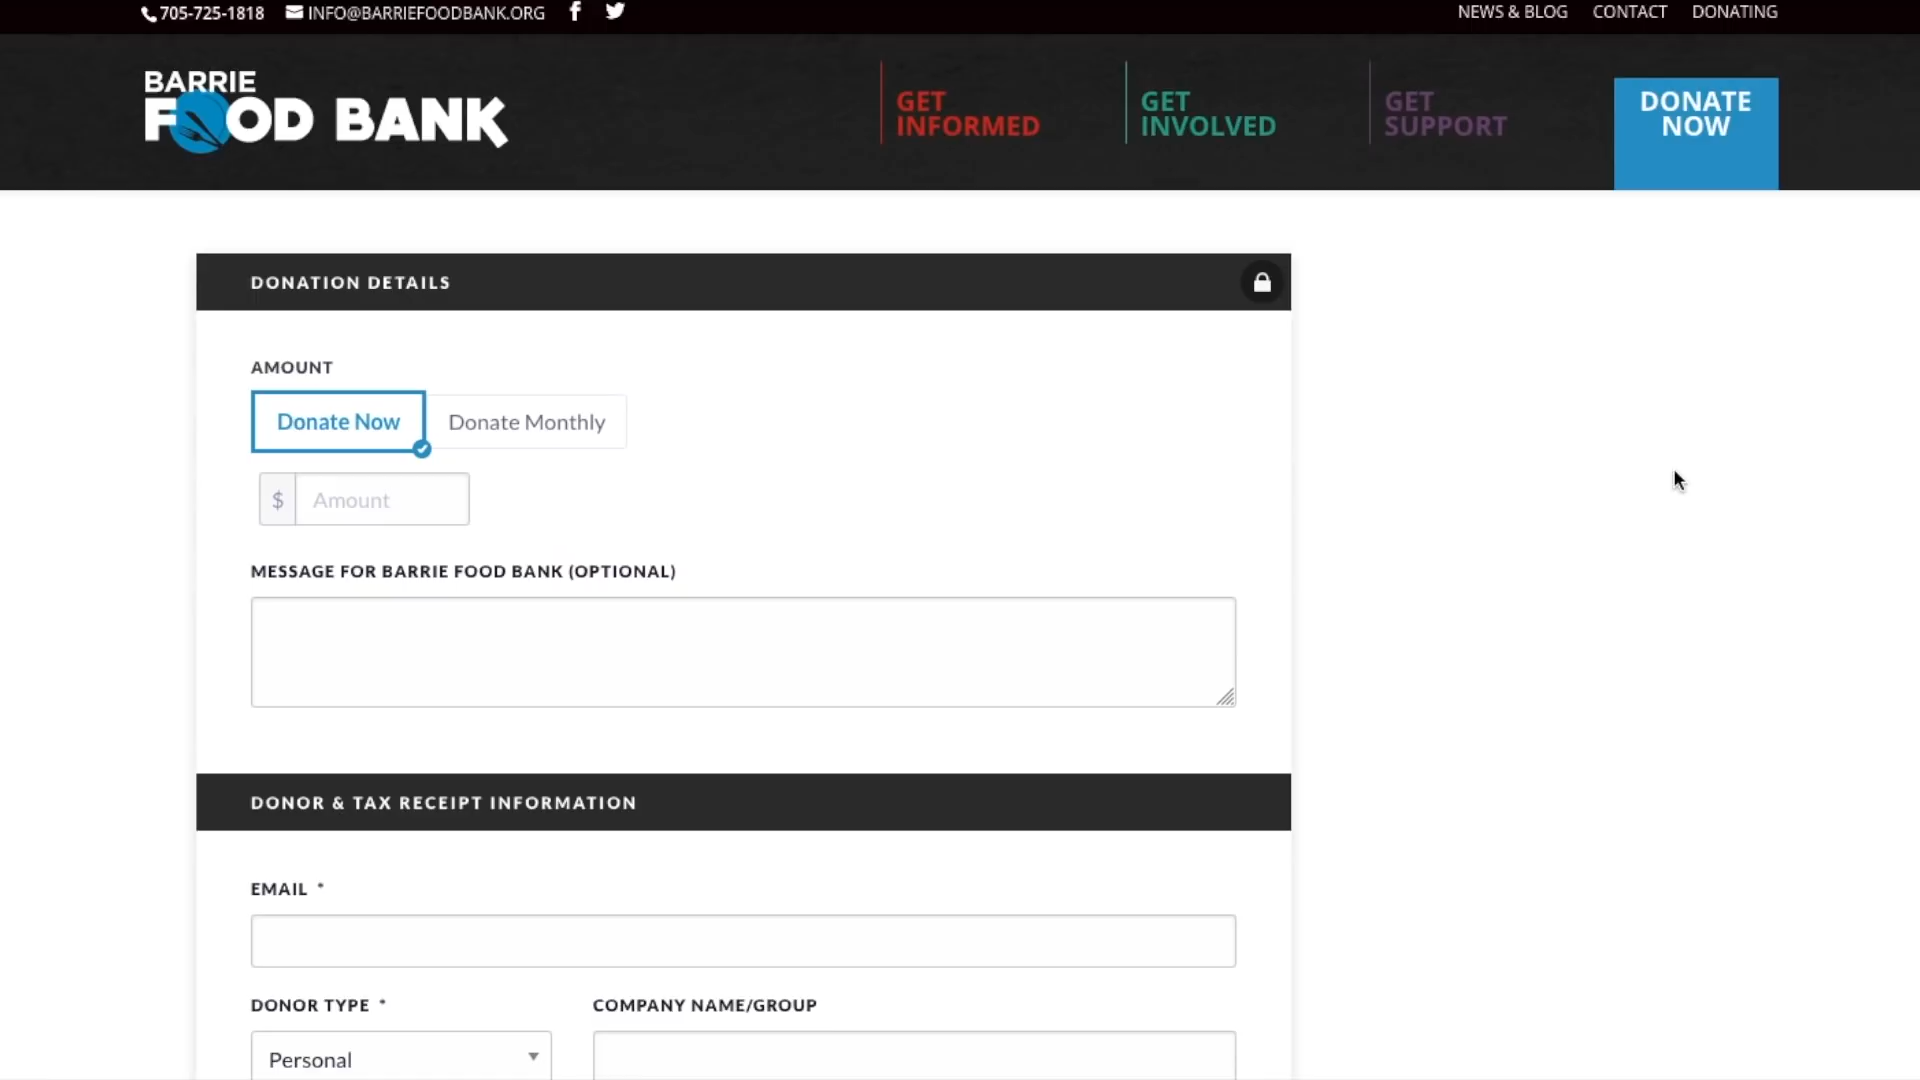 705-725-1818 INFO@BARRIEFOODBANK.ORG NEWS & BLOG CONTACT DONATING
BARRIE
FOOD BANK
GET
INFORMED
GET
INVOLVED
GET
SUPPORT
DONATE
NOW
DONATION DETAILS
AMOUNT
Donate Now Donate Monthly
$ Amount
MESSAGE FOR BARRIE FOOD BANK (OPTIONAL)
DONOR & TAX RECEIPT INFORMATION
EMAIL *
DONOR TYPE * COMPANY NAME/GROUP
Personal